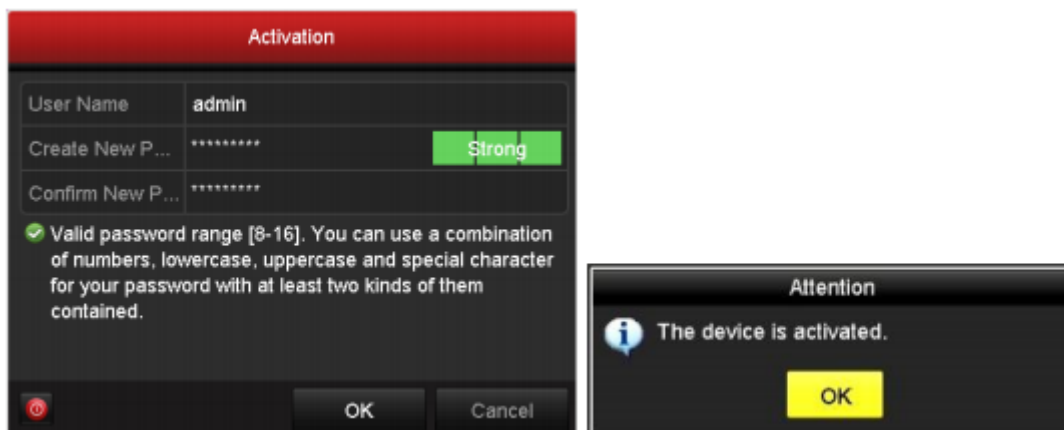 Activation
User Name admin
Create New P... ********* Strong
Confirm New P... *********
Valid password range [8-16]. You can use a combination
of numbers, lowercase, uppercase and special character
for your password with at least two kinds of them
contained.
OK Cancel
Attention
The device is activated.
OK